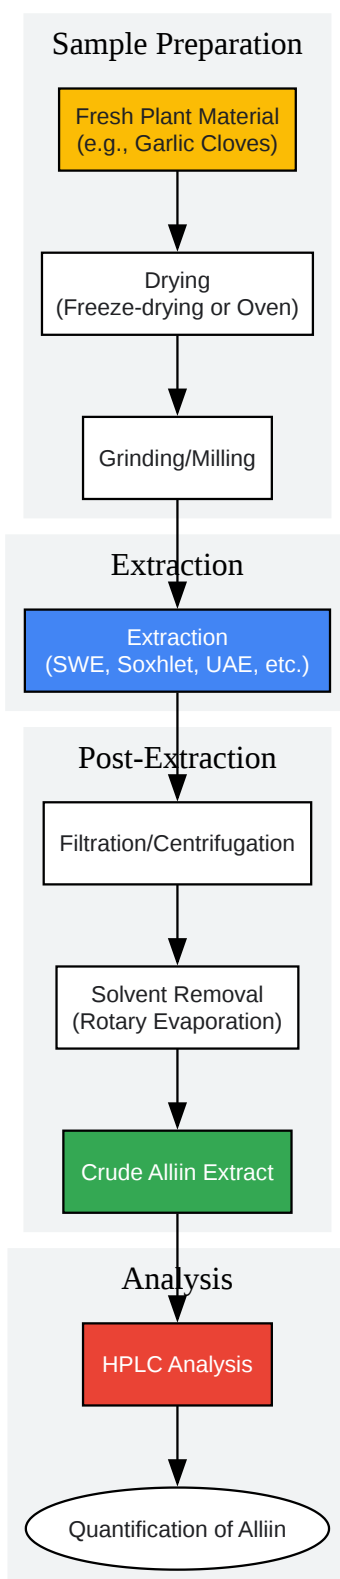 Sample Preparation
Fresh Plant Material
(e.g., Garlic Cloves)
Drying
(Freeze-drying or Oven)
Grinding/Milling
Extraction
Extraction
(SWE, Soxhlet, UAE, etc.)
Post-Extraction
Filtration/Centrifugation
Solvent Removal
(Rotary Evaporation)
Crude Alliin Extract
Analysis
HPLC Analysis
Quantification of Alliin